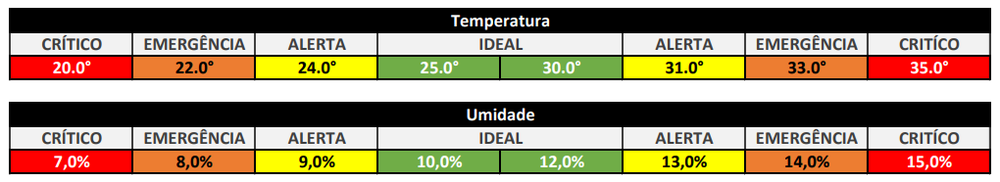 Temperatura
CRÍTICO EMERGÊNCIA ALERTA IDEAL ALERTA EMERGÊNCIA CRITÍCO
20.0° 22.0° 24.0° 25.0° 30.0° 31.0° 33.0° 35.0°
Umidade
CRÍTICO EMERGÊNCIA ALERTA IDEAL ALERTA EMERGÊNCIA CRITÍCO
7,0% 8,0% 9,0% 10,0% 12,0% 13,0% 14,0% 15.0%